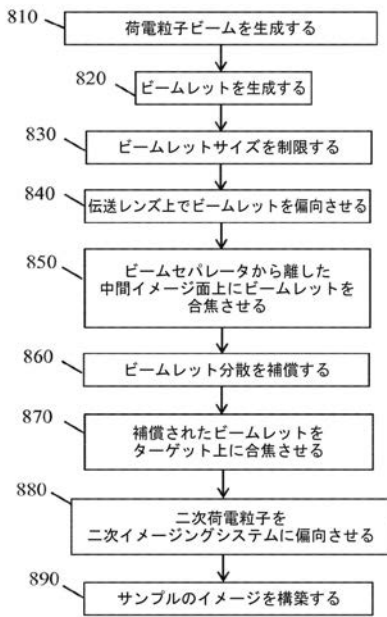 810
荷電粒子ビームを生成する
820
ビームレットを生成する
830
ビームレットサイズを制限する
840
伝送レンズ上でビームレットを偏向させる
850
ビームセパレータから離した
中間イメージ面上にビームレットを
合焦させる
860
ビームレット分散を補償する
870
補償されたビームレットを
ターゲット上に合焦させる
880
二次荷電粒子を
二次イメージングシステムに偏向させる
890
サンプルのイメージを構築する